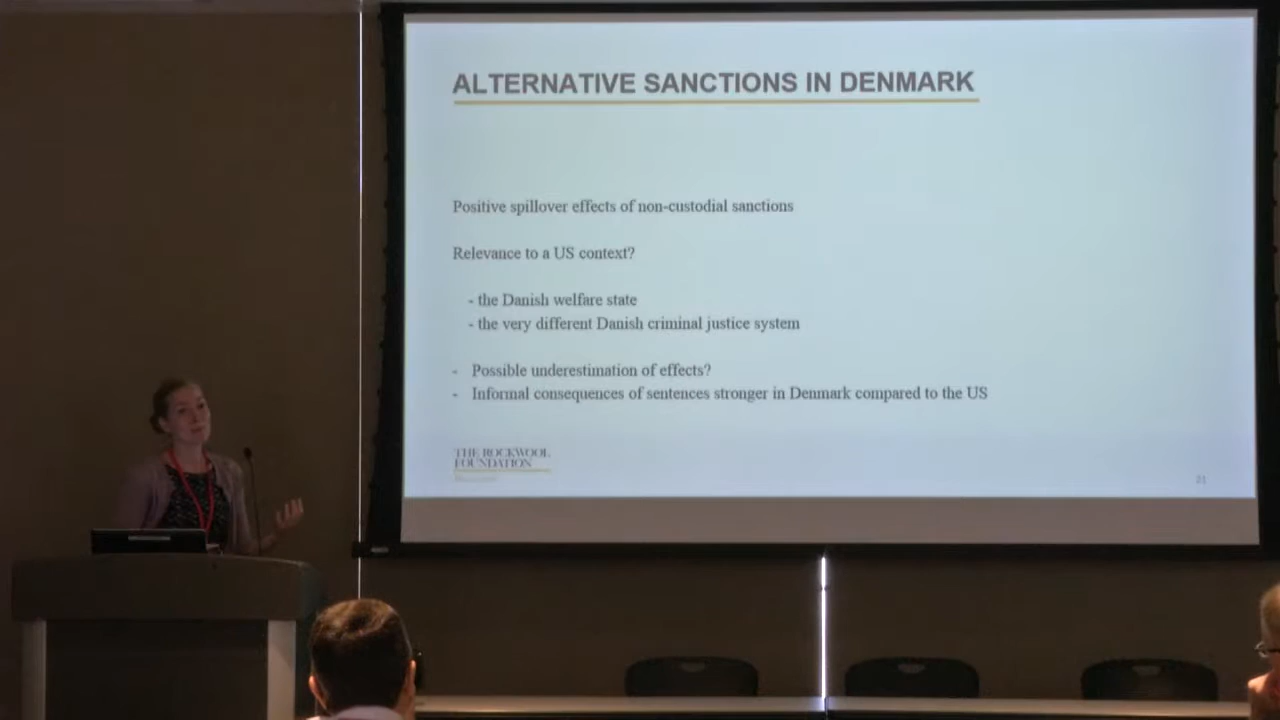 ALTERNATIVE SANCTIONS IN DENMARK
Positive spillover effects of non-custodial sanctions
Relevance to a US context?
- the Danish welfare state
- the very different Danish criminal justice system
- Possible underestimation of effects?
- Informal consequences of sentences stronger in Denmark compared to the US
THE ROCKWOOL
FOUNDATION
21